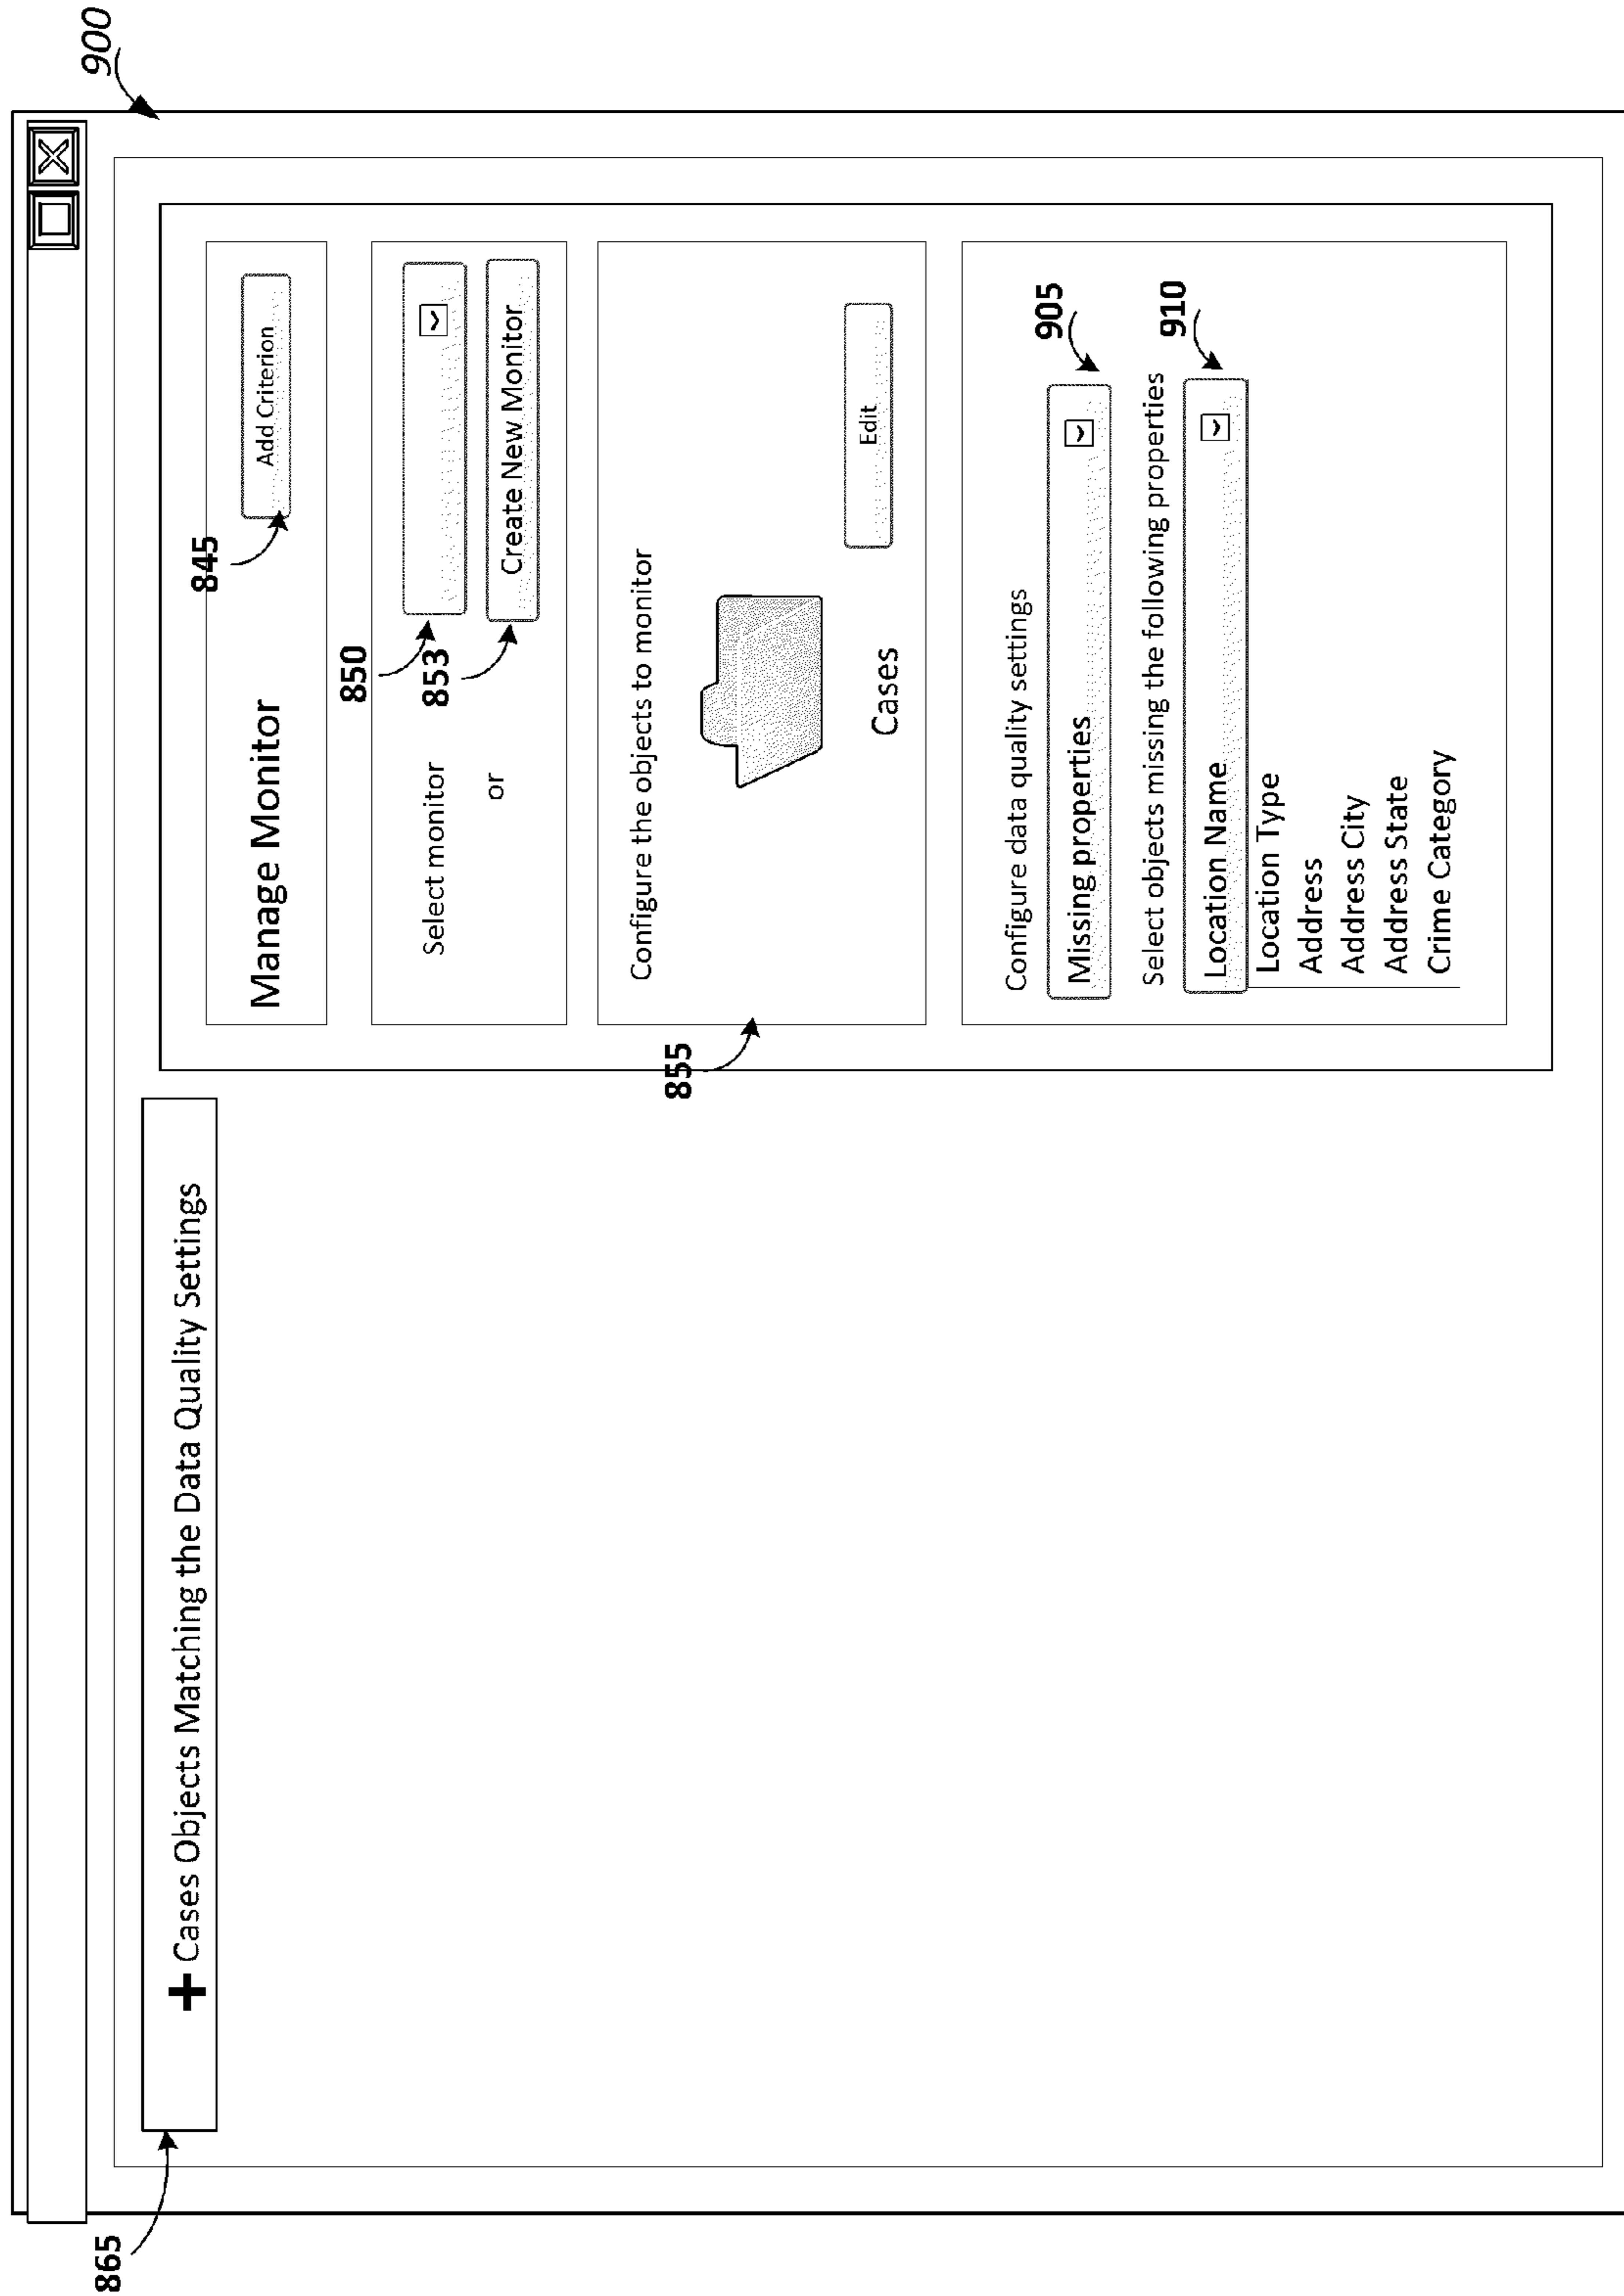 900
865
+ Cases Objects Matching the Data Quality Settings
Manage Monitor
845
Add Criterion
Select monitor
850
or
853
Create New Monitor
855
Configure the objects to monitor
Cases
Edit
Configure data quality settings
Missing properties
905
Select objects missing the following properties
Location Name
910
Location Type
Address
Address City
Address State
Crime Category